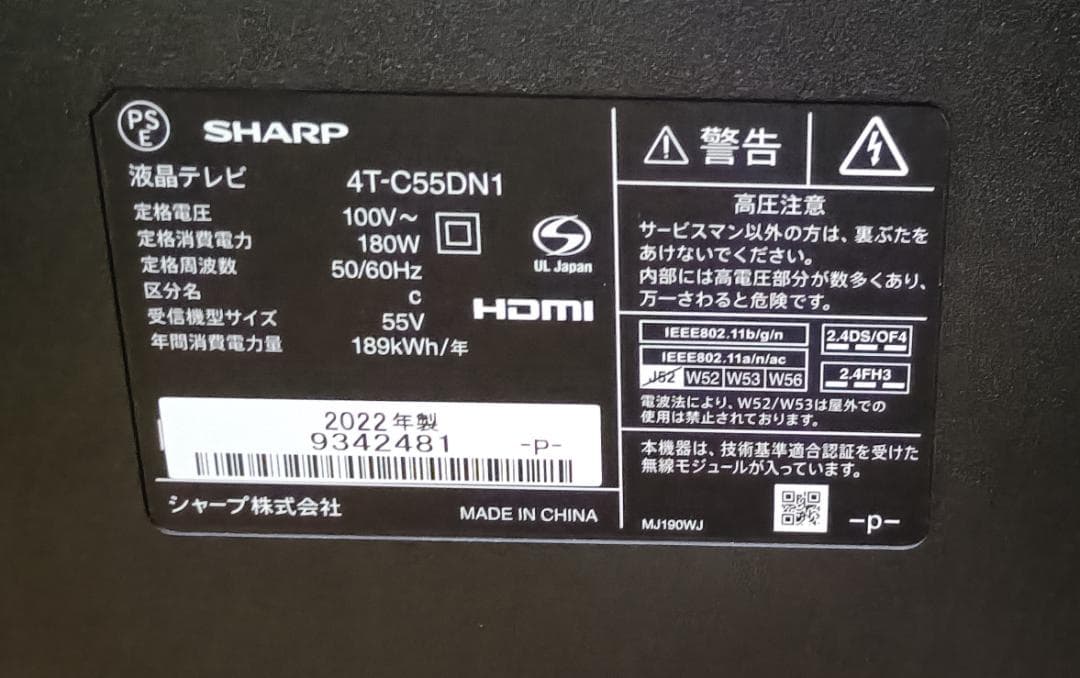 PSE SHARP
液晶テレビ 4T-C55DN1
定格電圧 100V～
定格消費電力 180W
定格周波数 50/60Hz
区分名 c
受信機型サイズ 55V
年間消費電力量 189kWh/年
UL Japan
HDMI
2022年製
9342481 -p-
シャープ株式会社 MADE IN CHINA
警告
高圧注意
サービスマン以外の方は、裏ぶたを
あけないでください。
内部には高電圧部分が数多くあり、
万一さわると危険です。
IEEE802.11b/g/n 2.4DS/OF4
IEEE802.11a/n/ac
J52 W52 W53 W56 2.4FH3
電波法により、W52/W53は屋外での
使用は禁止されております。
本機器は、技術基準適合認証を受けた
無線モジュールが入っています。
MJ190WJ -p-